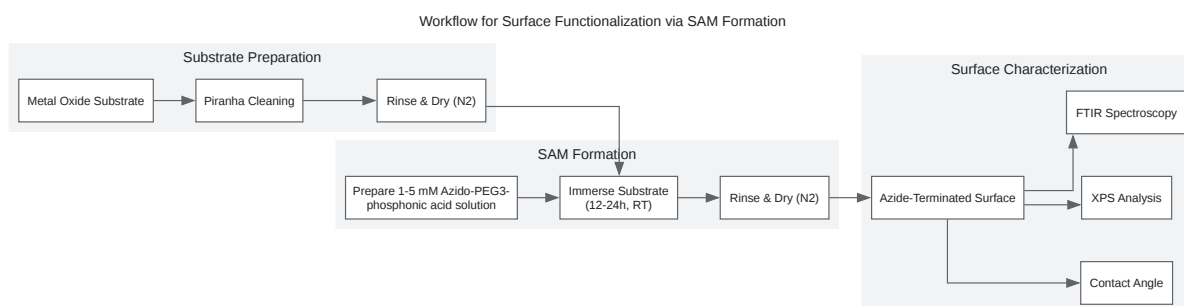 Workflow for Surface Functionalization via SAM Formation
Substrate Preparation
Metal Oxide Substrate
Piranha Cleaning
Rinse & Dry (N2)
SAM Formation
Prepare 1-5 mM Azido-PEG3-
phosphonic acid solution
Immerse Substrate
(12-24h, RT)
Rinse & Dry (N2)
Surface Characterization
Azide-Terminated Surface
FTIR Spectroscopy
XPS Analysis
Contact Angle